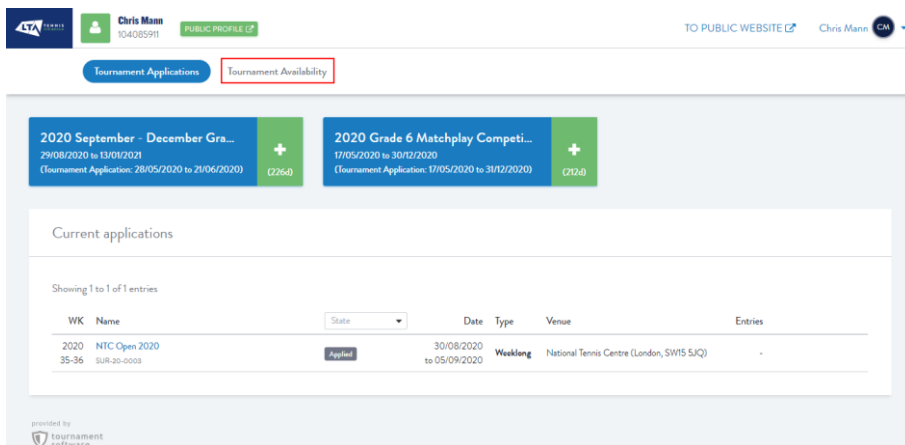 LTA TENNIS
Chris Mann
104085911
PUBLIC PROFILE
TO PUBLIC WEBSITE
Chris Mann
CM
Tournament Applications
Tournament Availability
2020 September - December Gra...
29/08/2020 to 13/01/2021
(Tournament Application: 28/05/2020 to 21/06/2020)
(226d)
2020 Grade 6 Matchplay Competi...
17/05/2020 to 30/12/2020
(Tournament Application: 17/05/2020 to 31/12/2020)
(212d)
Current applications
Showing 1 to 1 of 1 entries
WK Name State Date Type Venue Entries
2020 NTC Open 2020 Applied 30/08/2020 Weeklong National Tennis Centre (London, SW15 5JQ) -
35-36 SUR-20-0008 to 05/09/2020
provided by
tournament
software